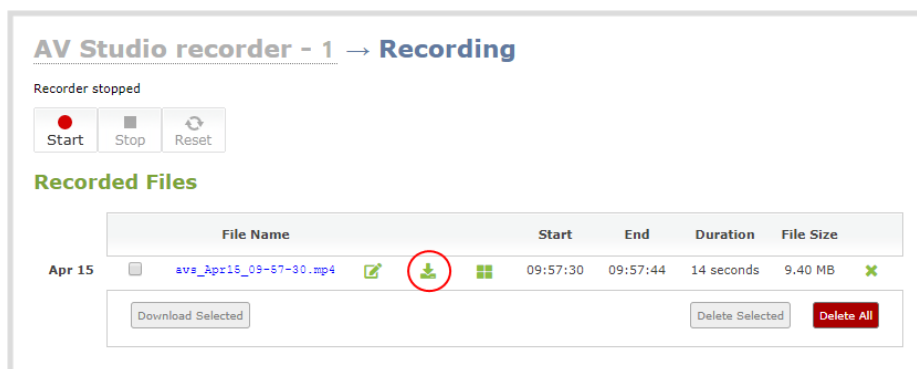 AV Studio recorder - 1 → Recording
Recorder stopped
Start Stop Reset
Recorded Files
File Name Start End Duration File Size
Apr 15 avs_Apr15_09-57-30.mp4 09:57:30 09:57:44 14 seconds 9.40 MB
Download Selected Delete Selected Delete All